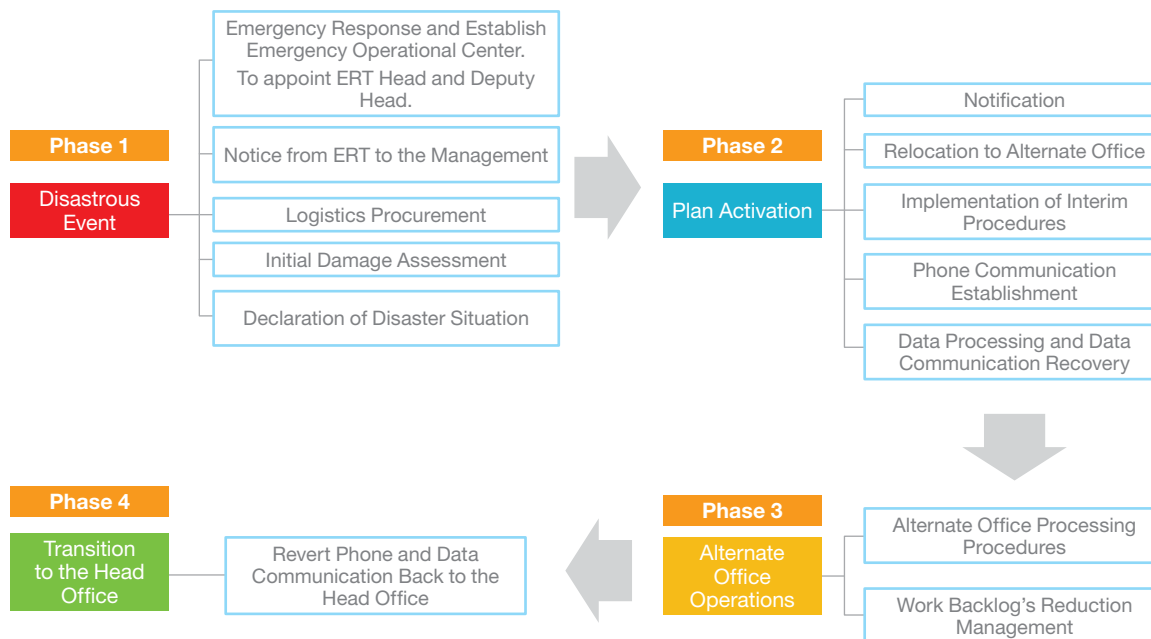 Phase 1
Disastrous
Event
Emergency Response and Establish
Emergency Operational Center.
To appoint ERT Head and Deputy
Head.
Notice from ERT to the Management
Logistics Procurement
Initial Damage Assessment
Declaration of Disaster Situation
Phase 2
Plan Activation
Notification
Relocation to Alternate Office
Implementation of Interim
Procedures
Phone Communication
Establishment
Data Processing and Data
Communication Recovery
Phase 3
Alternate
Office
Operations
Alternate Office Processing
Procedures
Work Backlog's Reduction
Management
Phase 4
Transition
to the Head
Office
Revert Phone and Data
Communication Back to the
Head Office